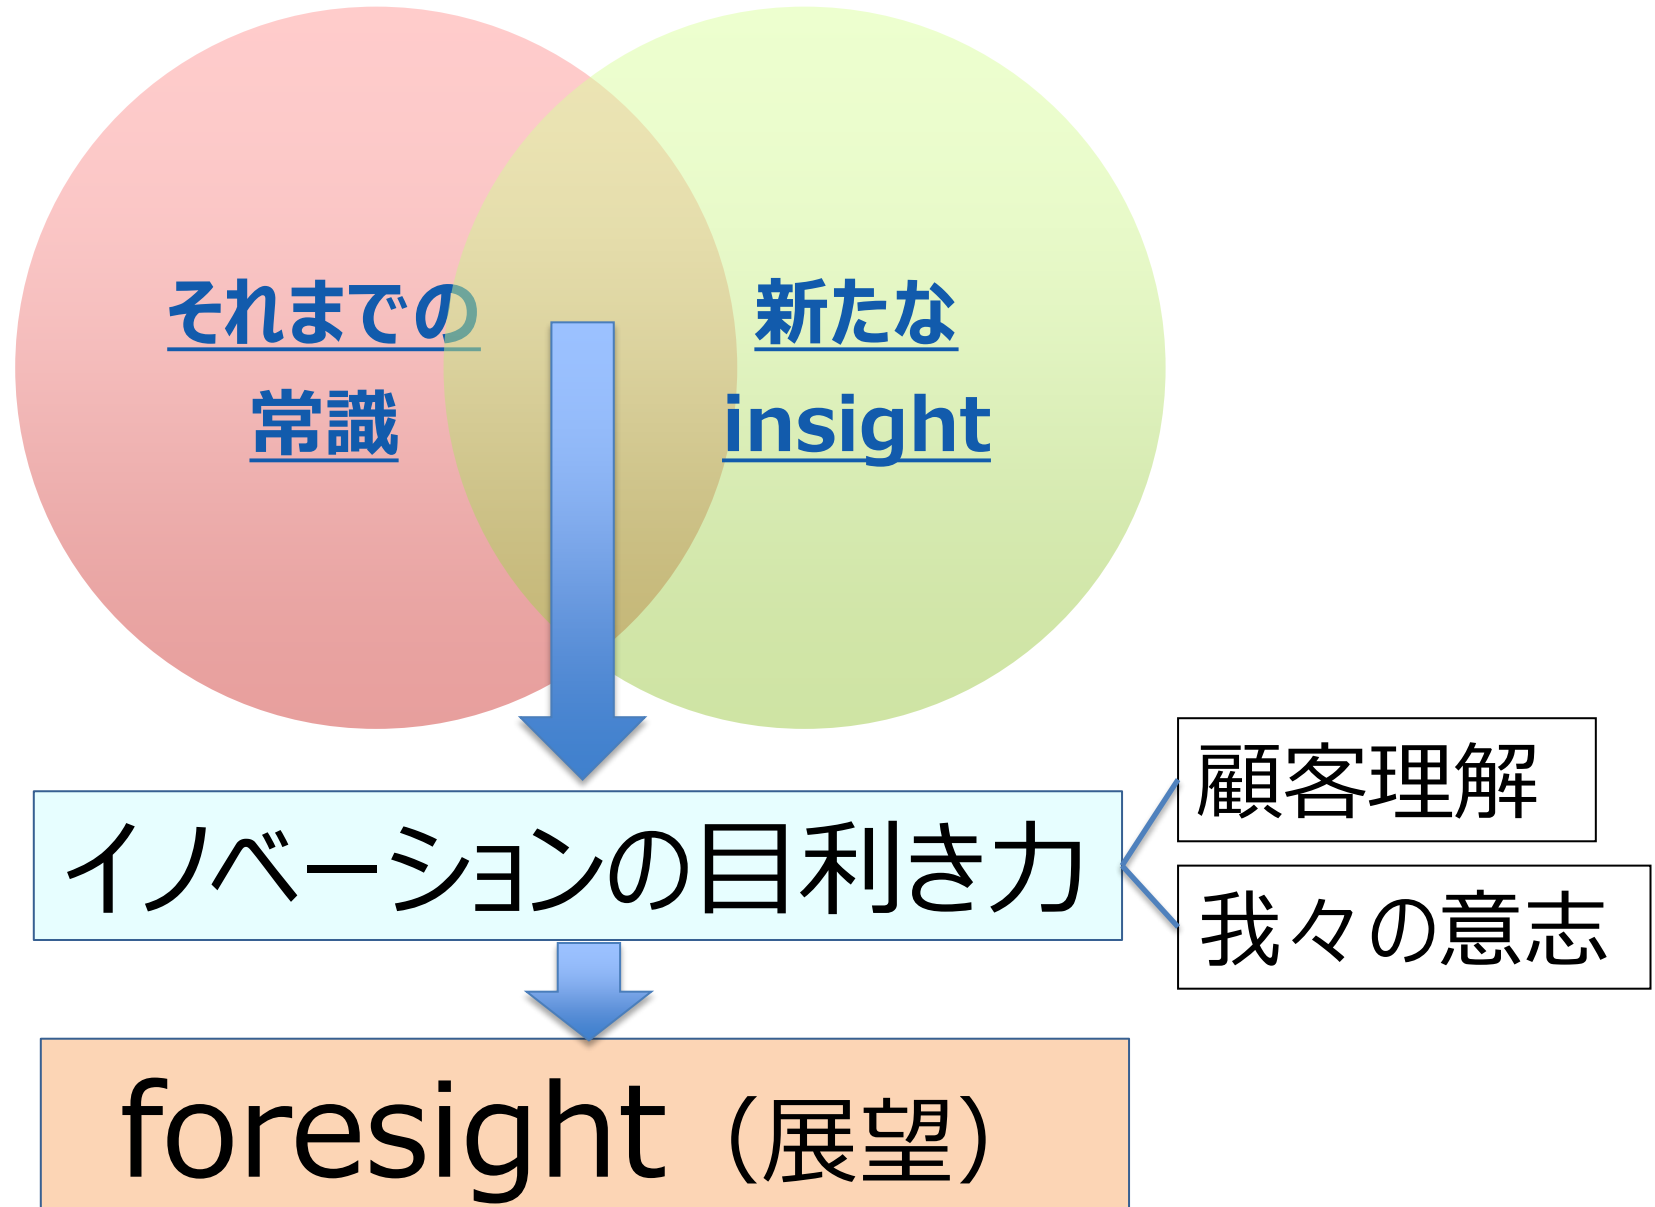 それまでの
常識
新たな
insight
イノベーションの目利き力
顧客理解
我々の意志
foresight（展望）